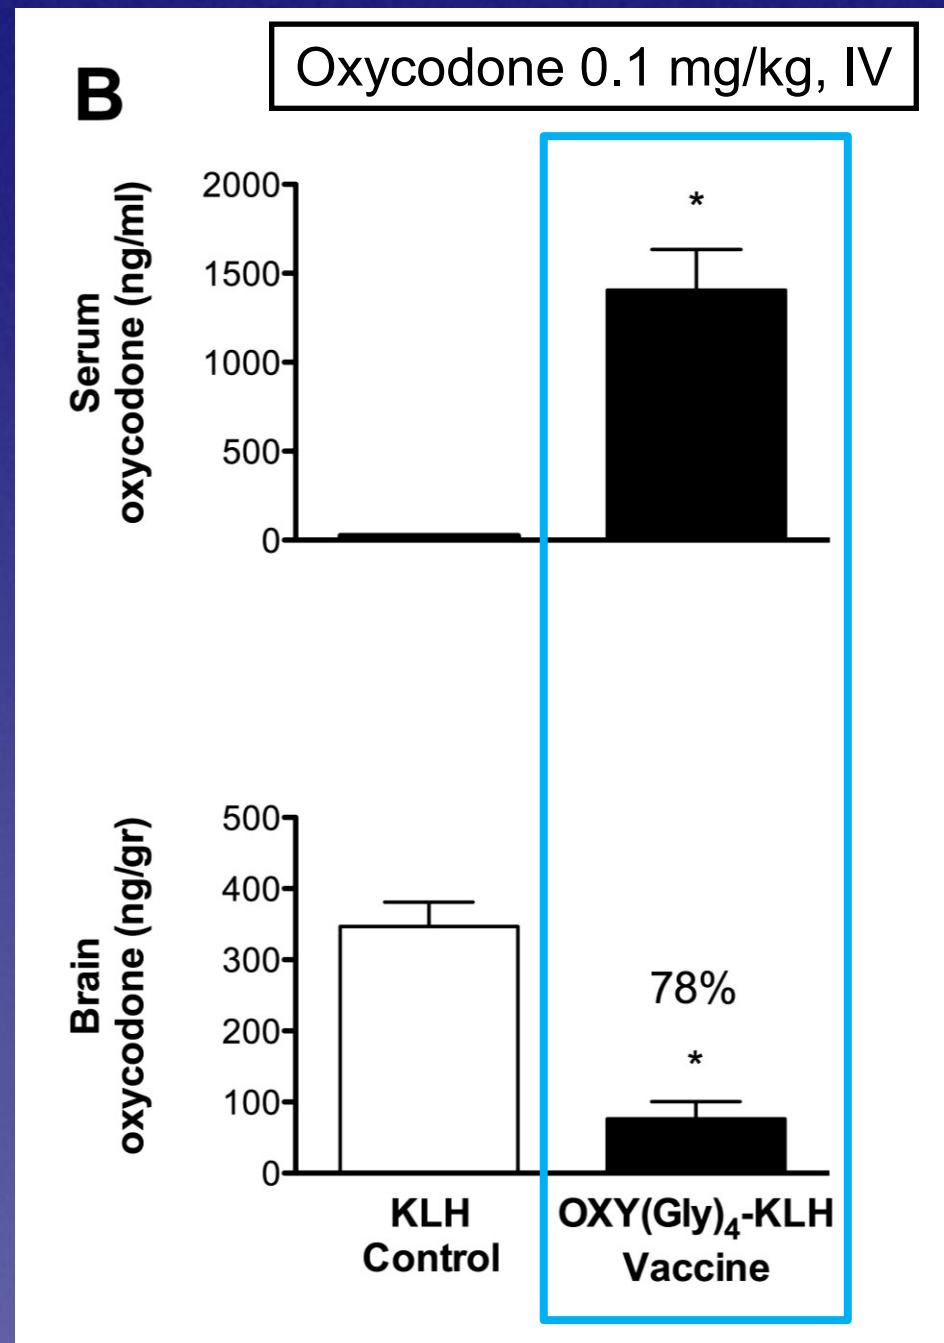 Oxycodone 0.1 mg/kg, IV
B
Serum
oxycodone (ng/ml)
2000
1500
1000
500
0
*
Brain
oxycodone (ng/gr)
500
400
300
200
100
0
78%
*
KLH
Control
OXY(Gly)₄-KLH
Vaccine